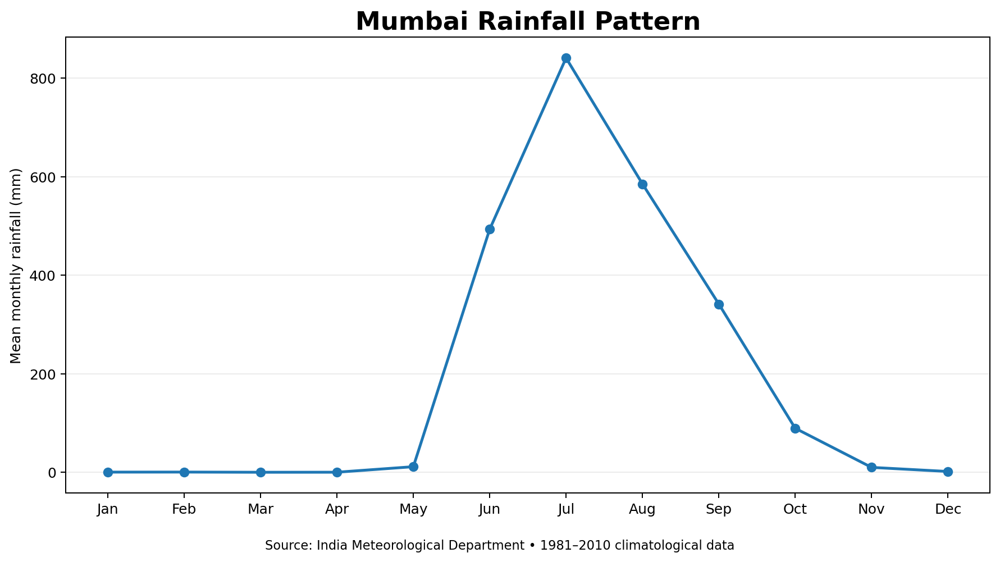 Mumbai Rainfall Pattern
Mean monthly rainfall (mm)
800
600
400
200
0
Jan Feb Mar Apr May Jun Jul Aug Sep Oct Nov Dec
Source: India Meteorological Department • 1981–2010 climatological data